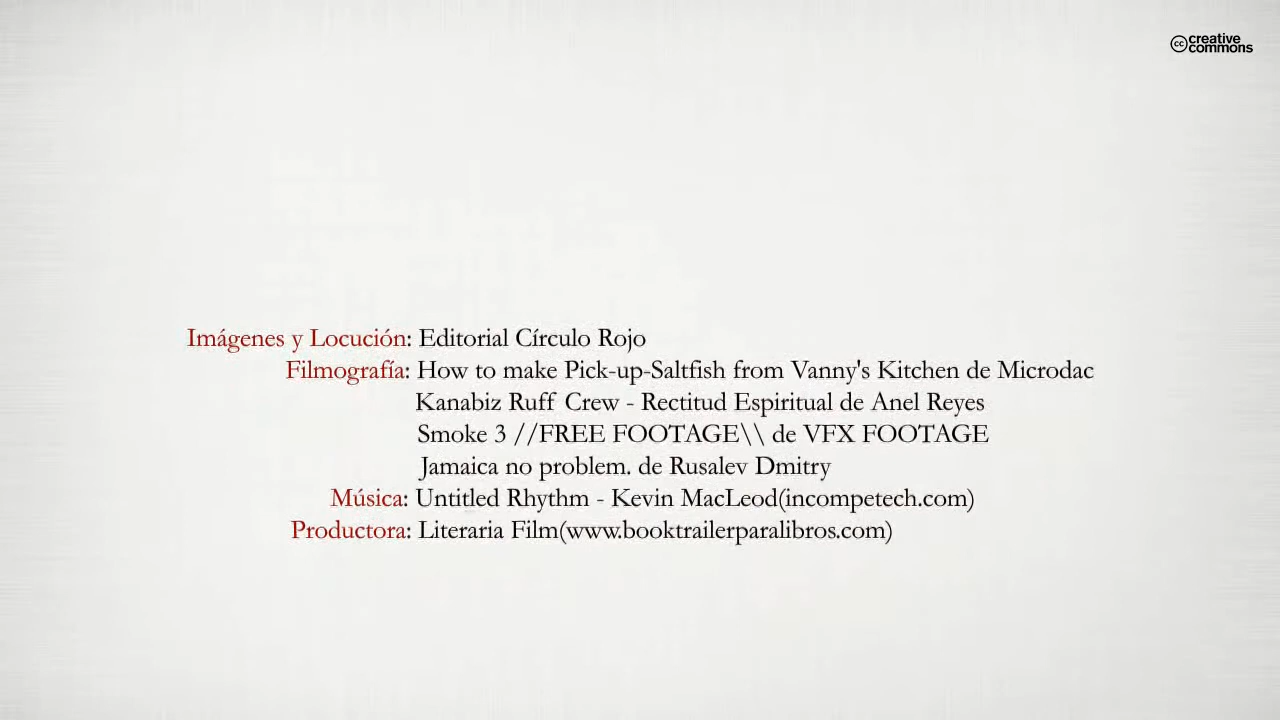 creative
commons
Imágenes y Locución: Editorial Círculo Rojo
Filmografía: How to make Pick-up-Saltfish from Vanny's Kitchen de Microdac
Kanabiz Ruff Crew - Rectitud Espiritual de Anel Reyes
Smoke 3 //FREE FOOTAGE\\ de VFX FOOTAGE
Jamaica no problem. de Rusalev Dmitry
Música: Untitled Rhythm - Kevin MacLeod(incompetech.com)
Productora: Literaria Film(www.booktrailerparalibros.com)